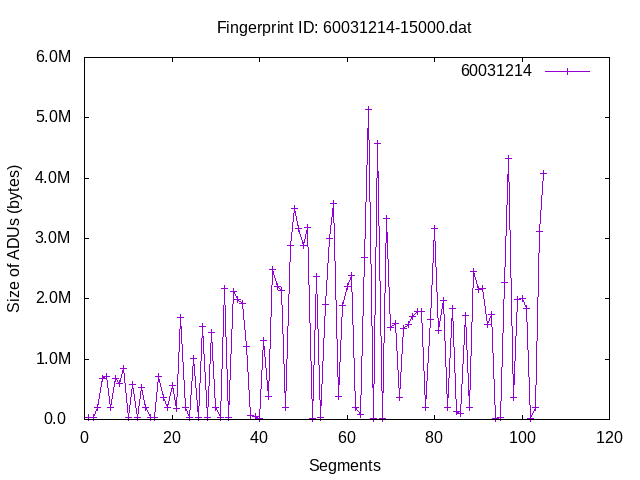 Fingerprint ID: 60031214-15000.dat
60031214
6.0M
5.0M
4.0M
3.0M
2.0M
1.0M
0.0
Size of ADUs (bytes)
0 20 40 60 80 100 120
Segments